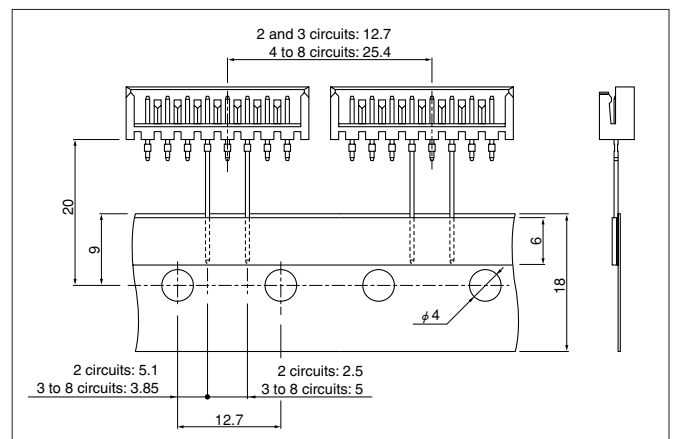 2 and 3 circuits: 12.7
4 to 8 circuits: 25.4
20
9
6
18
φ4
2 circuits: 5.1
3 to 8 circuits: 3.85
2 circuits: 2.5
3 to 8 circuits: 5
12.7